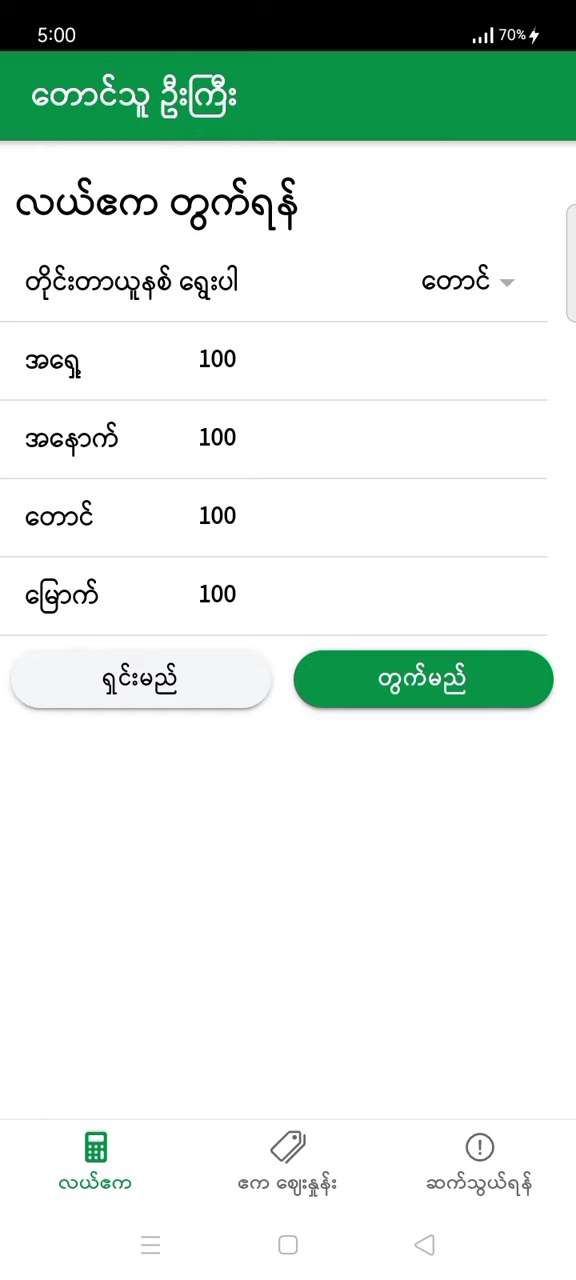 5:00 70%
တောင်သူ ဦးကြီး
လယ်ဧက တွက်ရန်
တိုင်းတာယူနစ် ရွေးပါ တောင်
အရှေ့ 100
အနောက် 100
တောင် 100
မြောက် 100
ရှင်းမည် တွက်မည်
လယ်ဧက ဧက ဈေးနှုန်း ဆက်သွယ်ရန်